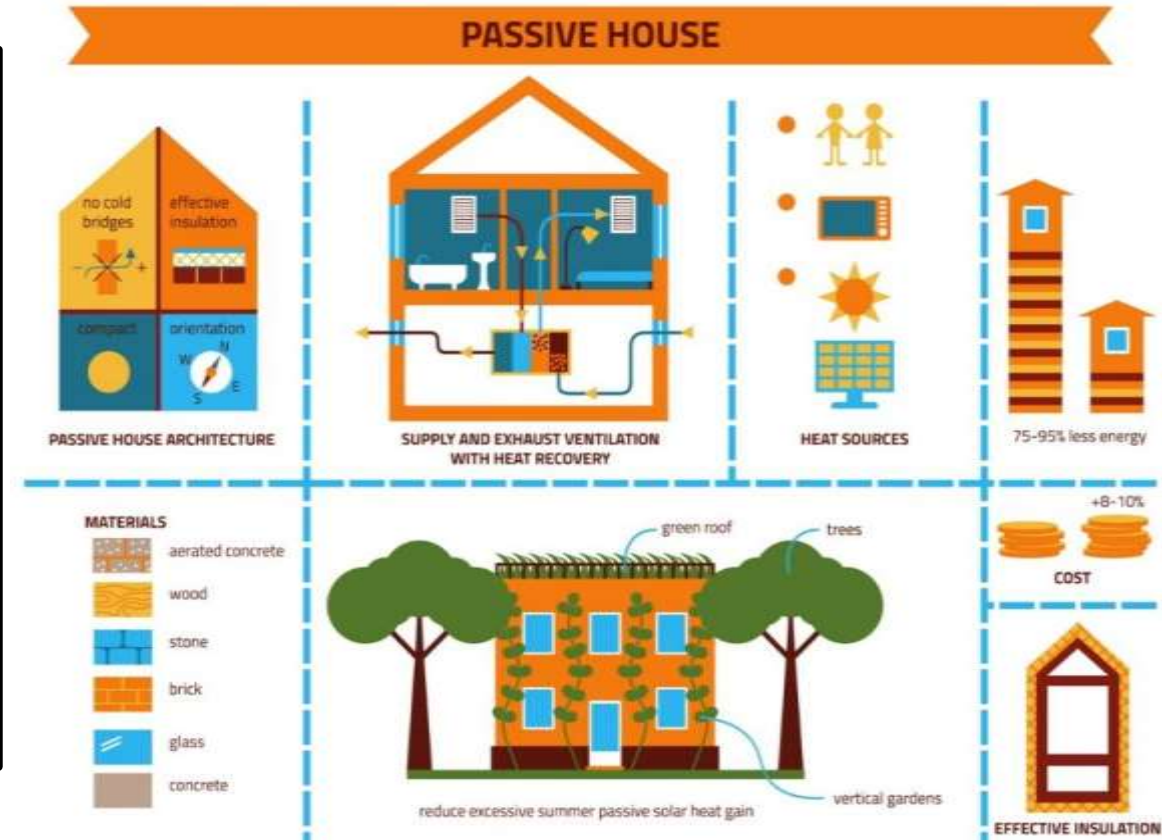 PASSIVE HOUSE
no cold
bridges
effective
insulation
- +
compact
orientation
N
W
E
S
PASSIVE HOUSE ARCHITECTURE
SUPPLY AND EXHAUST VENTILATION
WITH HEAT RECOVERY
HEAT SOURCES
75-95% less energy
MATERIALS
aerated concrete
wood
stone
brick
glass
concrete
green roof
trees
vertical gardens
reduce excessive summer passive solar heat gain
+8-10%
COST
EFFECTIVE INSULATION